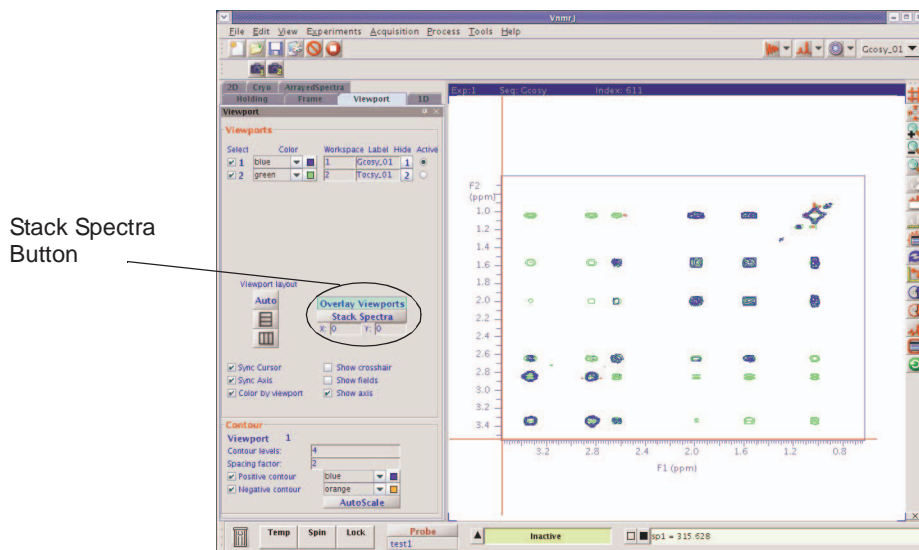 VnmrJ
File Edit View Experiments Acquisition Process Tools Help
Gcosy_01
2D Cryo ArrayedSpectra
Holding Frame Viewport 1D
Viewport
Viewports
Select Color Workspace Label Hide Active
1 blue 1 Gcosy_01 1
2 green 2 Tocsy_01 2
Stack Spectra
Button
Viewport layout
Auto
Overlay Viewports
Stack Spectra
X: 0 Y: 0
Sync Cursor Show crosshair
Sync Axis Show fields
Color by viewport Show axis
Contour
Viewport 1
Contour levels: 4
Spacing factor: 2
Positive contour blue
Negative contour orange
AutoScale
Exp:1 Seq: Gcosy Index: 611
F2
(ppm)
1.0
1.2
1.4
1.6
1.8
2.0
2.2
2.4
2.6
2.8
3.0
3.2
3.4
3.2 2.8 2.4 2.0 1.6 1.2 0.8
F1 (ppm)
Temp Spin Lock Probe
test1
Inactive
sp1 = 315.628